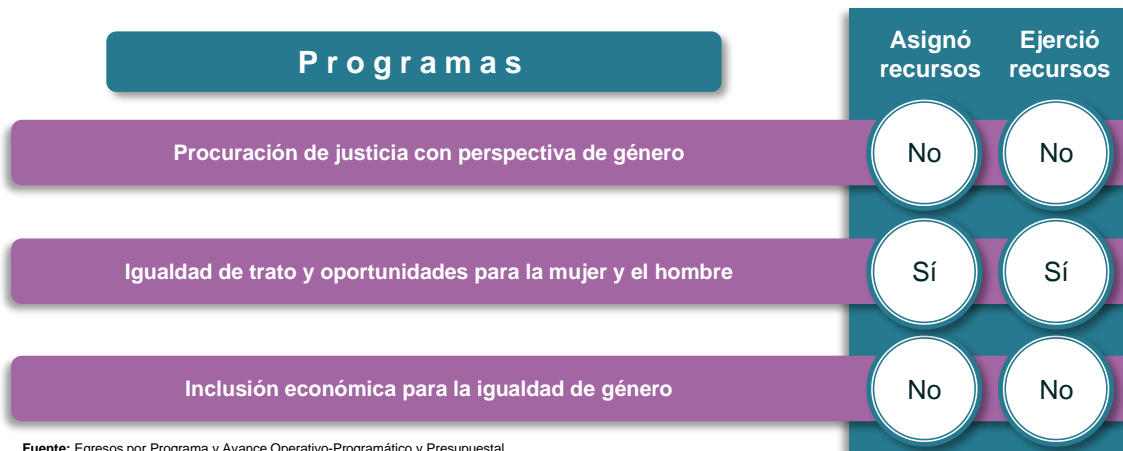 Programas
Asignó recursos
Ejerció recursos
Procuración de justicia con perspectiva de género
No
No
Igualdad de trato y oportunidades para la mujer y el hombre
Sí
Sí
Inclusión económica para la igualdad de género
No
No
Fuente: Egresos por Programa y Avance Operativo-Programático y Presupuestal